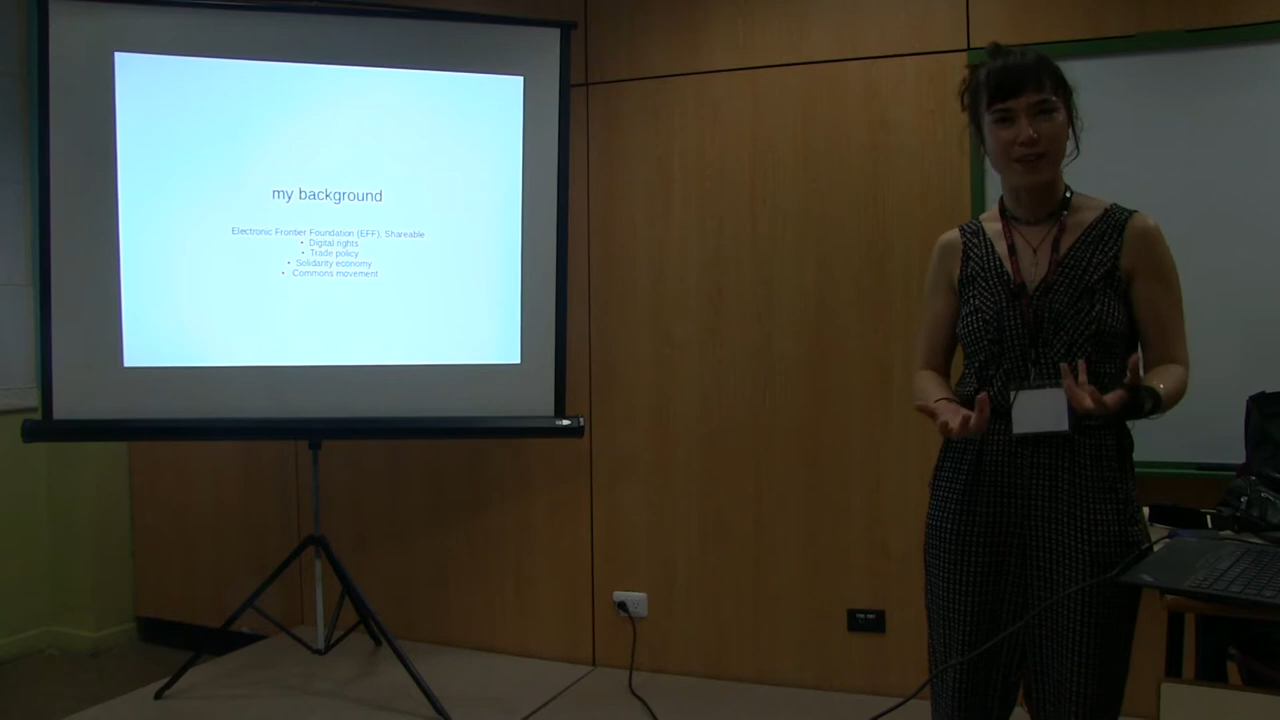 my background
Electronic Frontier Foundation (EFF), Shareable
• Digital rights
• Trade policy
• Solidarity economy
• Commons movement